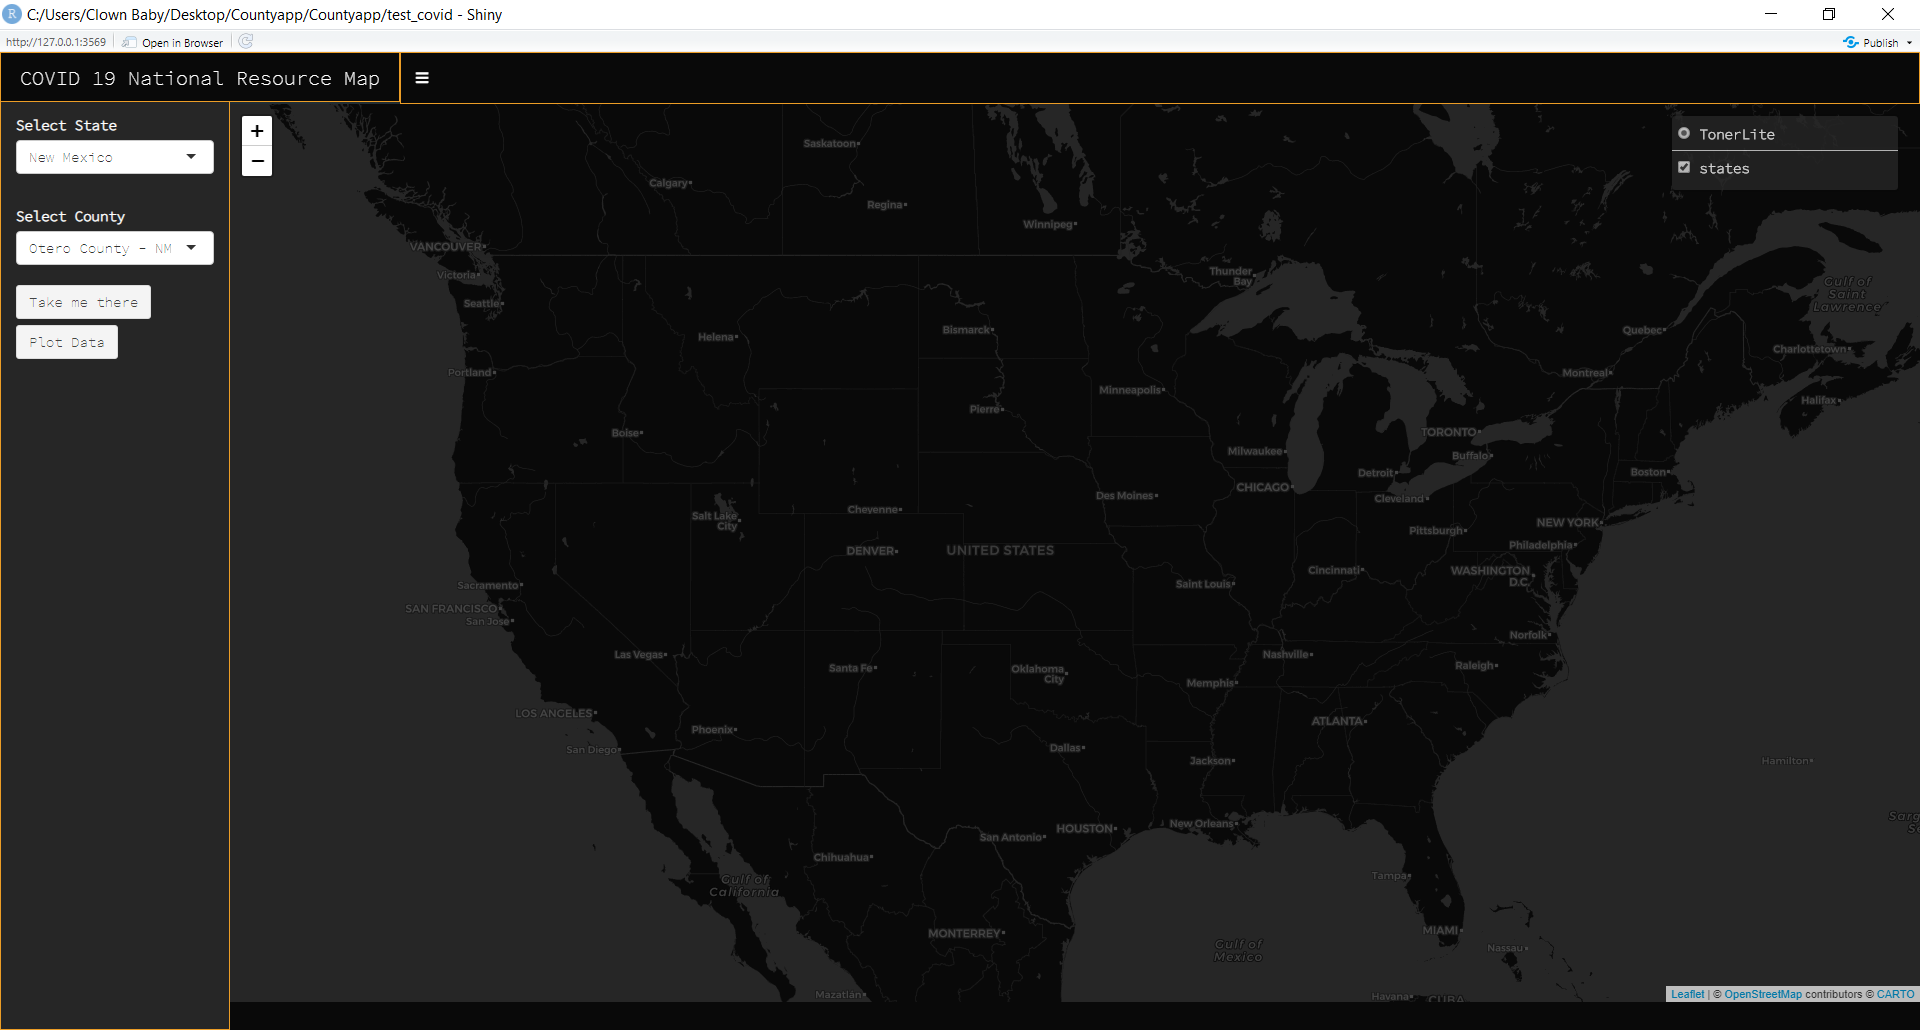 C:/Users/Clown Baby/Desktop/Countyapp/Countyapp/test_covid - Shiny
http://127.0.0.1:3569
Open in Browser
Publish
COVID 19 National Resource Map
Select State
New Mexico
Select County
Otero County - NM
Take me there
Plot Data
+
−
TonerLite
states
Saskatoon
Calgary
Regina
Winnipeg
VANCOUVER
Victoria
Thunder
Bay
Gulf of
Saint
Lawrence
Seattle
Helena
Bismarck
Quebec
Charlottetown
Portland
Montreal
Minneapolis
Halifax
Pierre
Boise
TORONTO
Milwaukee
Buffalo
Detroit
Boston
CHICAGO
Des Moines
Cleveland
Cheyenne
Salt Lake
City
NEW YORK
Pittsburgh
Philadelphia
DENVER
UNITED STATES
Cincinnati
WASHINGTON
D.C.
Saint Louis
Sacramento
SAN FRANCISCO
San Jose
Norfolk
Las Vegas
Nashville
Santa Fe
Oklahoma
City
Raleigh
Memphis
LOS ANGELES
Phoenix
ATLANTA
San Diego
Dallas
Jackson
Hamilton
New Orleans
HOUSTON
San Antonio
Chihuahua
Gulf of
California
Tampa
MONTERREY
MIAMI
Gulf of
Mexico
Nassau
Mazatlán
Havana
CUBA
Leaflet | © OpenStreetMap contributors © CARTO